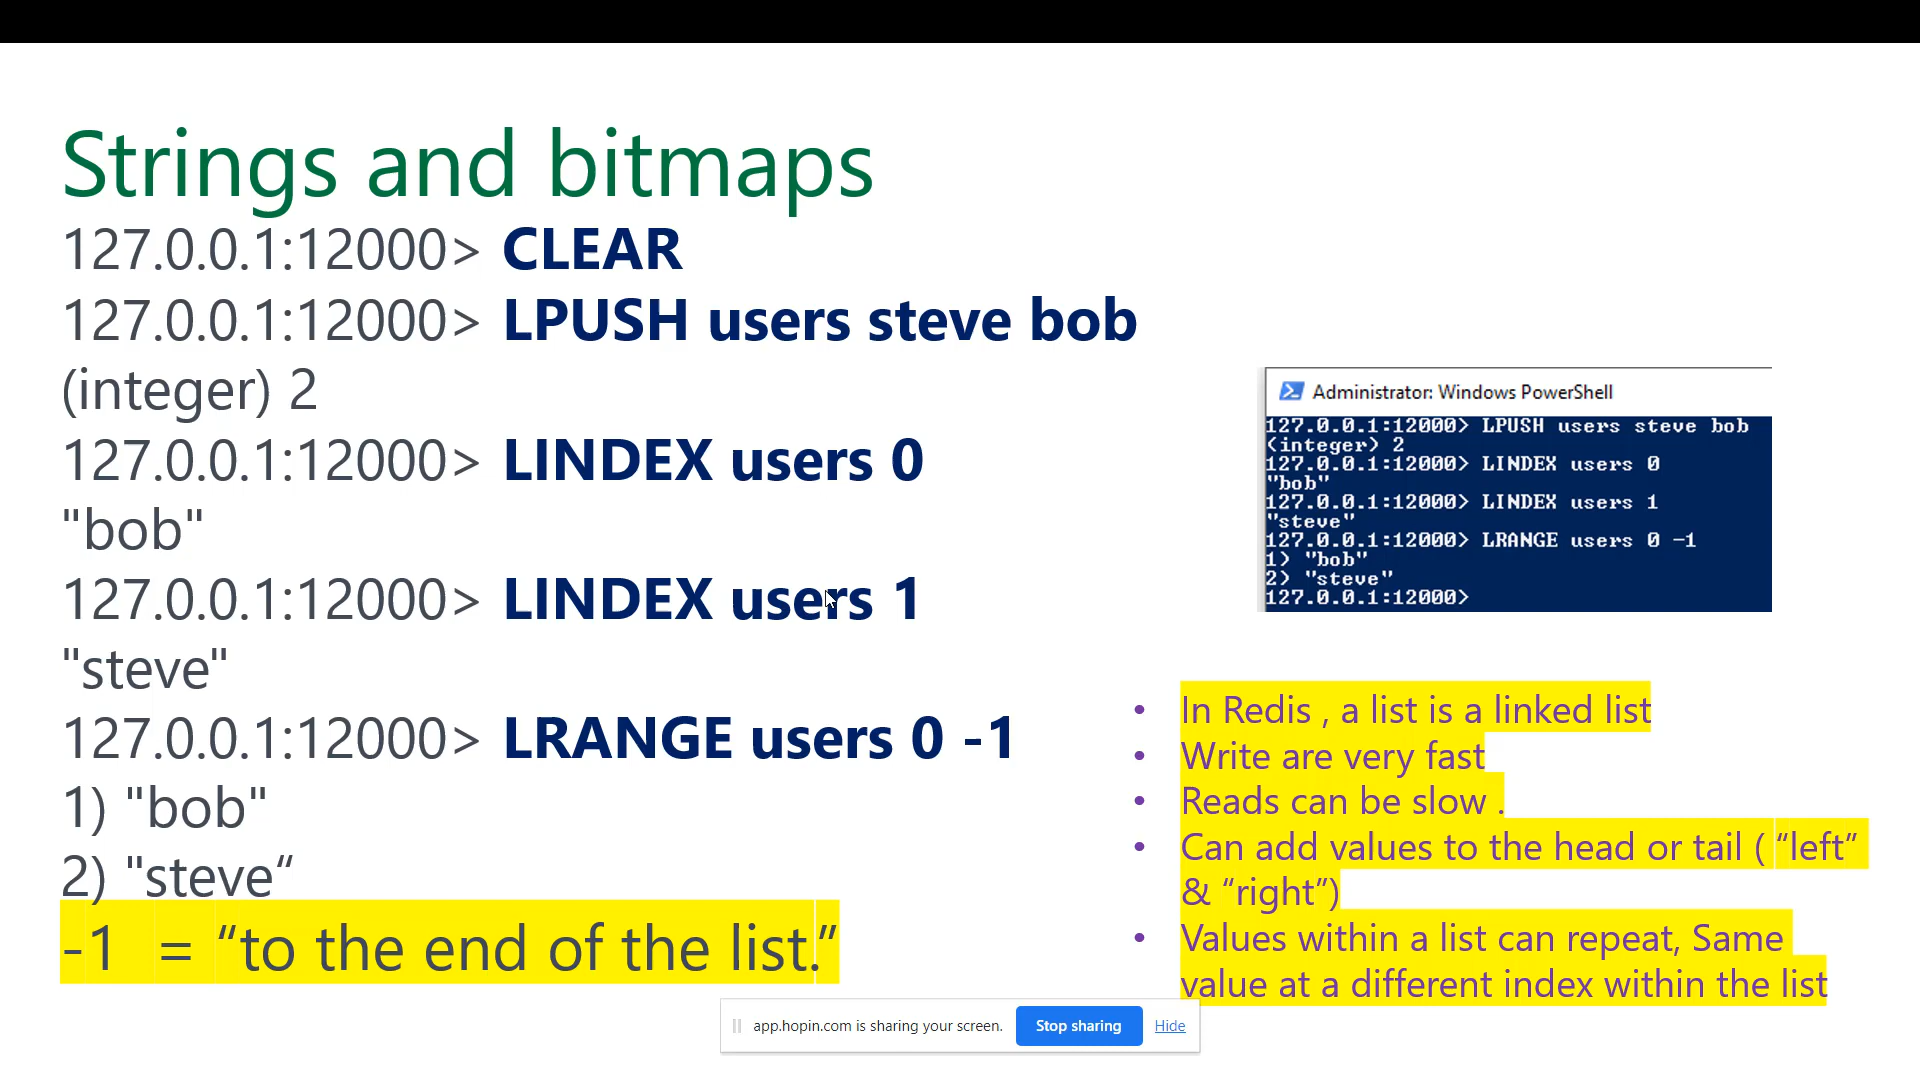 Strings and bitmaps
127.0.0.1:12000> CLEAR
127.0.0.1:12000> LPUSH users steve bob
(integer) 2
127.0.0.1:12000> LINDEX users 0
"bob"
127.0.0.1:12000> LINDEX users 1
"steve"
127.0.0.1:12000> LRANGE users 0 -1
1) "bob"
2) "steve“
-1 = “to the end of the list.”
Administrator: Windows PowerShell
127.0.0.1:12000> LPUSH users steve bob
(integer) 2
127.0.0.1:12000> LINDEX users 0
"bob"
127.0.0.1:12000> LINDEX users 1
"steve"
127.0.0.1:12000> LRANGE users 0 -1
1) "bob"
2) "steve"
127.0.0.1:12000>
• In Redis , a list is a linked list
• Write are very fast
• Reads can be slow .
• Can add values to the head or tail ( “left”
& “right”)
• Values within a list can repeat, Same
value at a different index within the list
app.hopin.com is sharing your screen. Stop sharing Hide